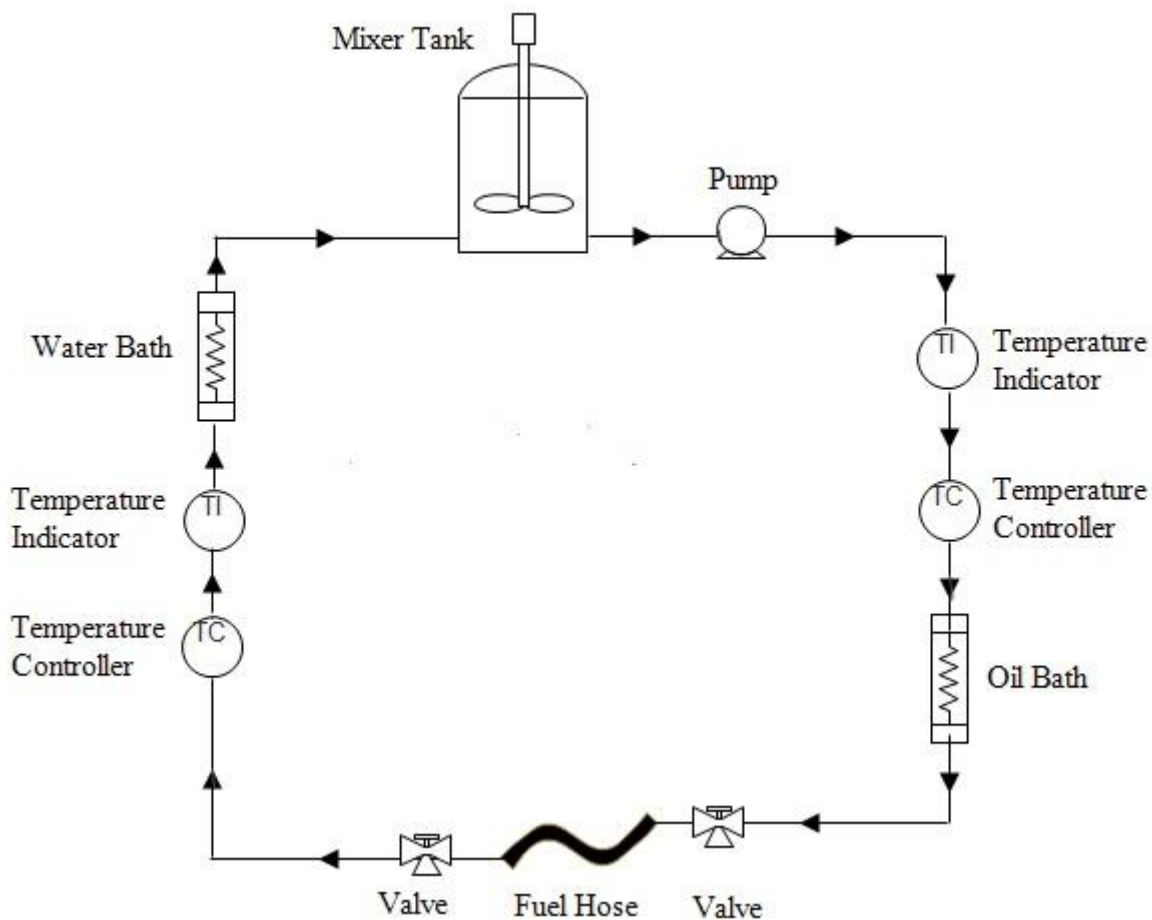 Mixer Tank
Pump
Water Bath
TI
Temperature
Indicator
TC
Temperature
Controller
Temperature
Indicator
TI
Temperature
Controller
TC
Oil Bath
Valve
Fuel Hose
Valve